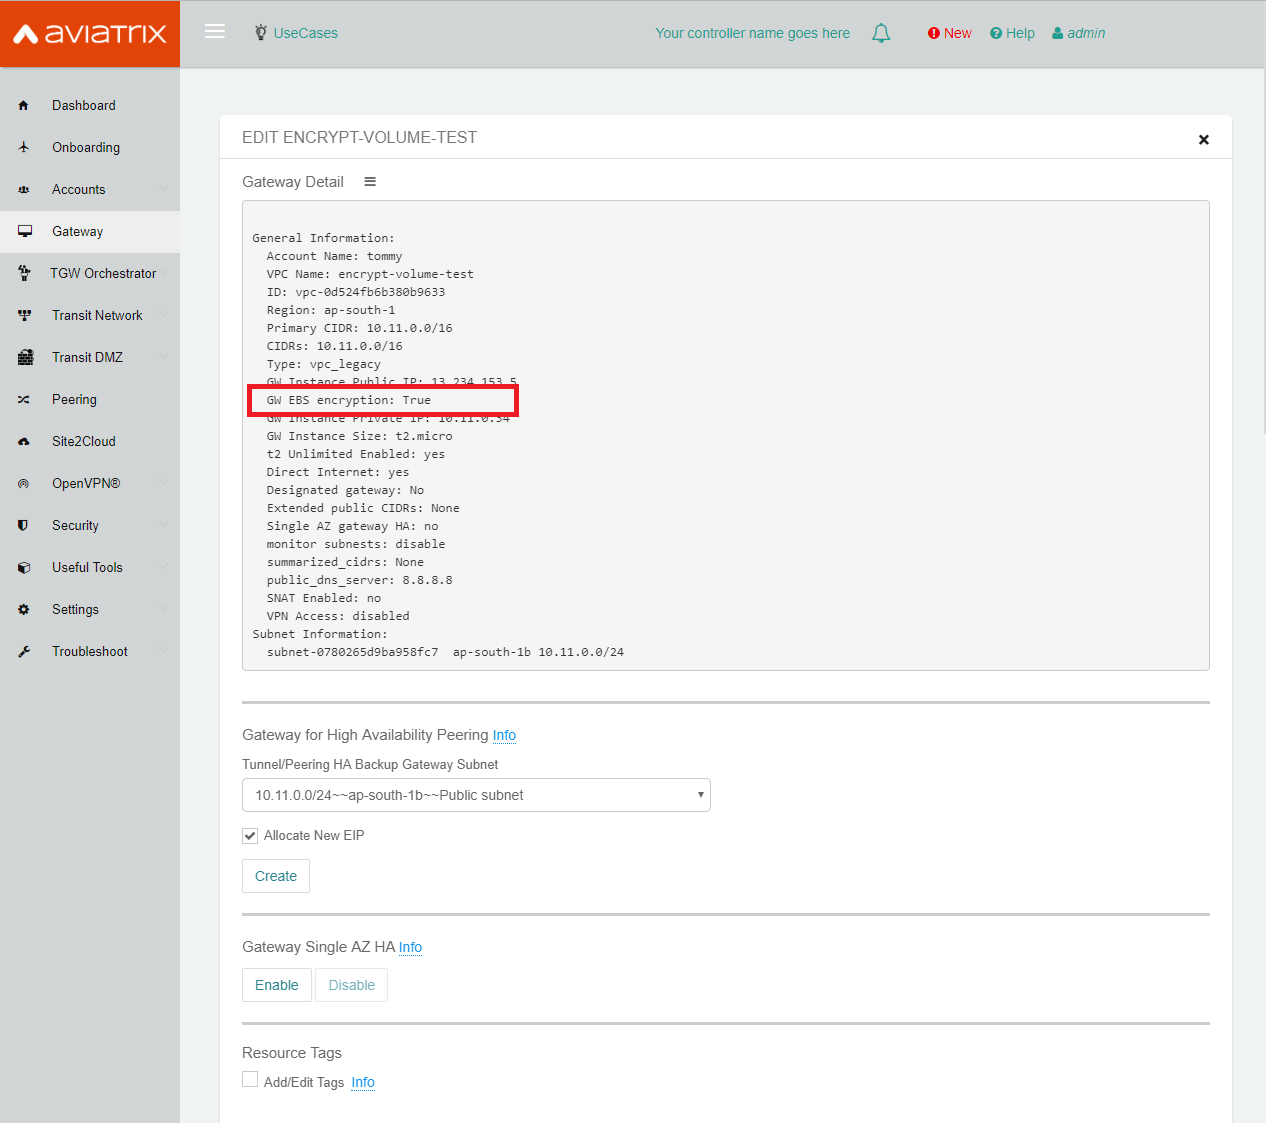 aviatrix
UseCases
Your controller name goes here
New
Help
admin
Dashboard
Onboarding
Accounts
Gateway
TGW Orchestrator
Transit Network
Transit DMZ
Peering
Site2Cloud
OpenVPN®
Security
Useful Tools
Settings
Troubleshoot
EDIT ENCRYPT-VOLUME-TEST
Gateway Detail
General Information:
Account Name: tommy
VPC Name: encrypt-volume-test
ID: vpc-0d524fb6b380b9633
Region: ap-south-1
Primary CIDR: 10.11.0.0/16
CIDRs: 10.11.0.0/16
Type: vpc_legacy
GW Instance Public IP: 13.234.153.5
GW EBS encryption: True
GW Instance Private IP: 10.11.0.34
GW Instance Size: t2.micro
t2 Unlimited Enabled: yes
Direct Internet: yes
Designated gateway: No
Extended public CIDRs: None
Single AZ gateway HA: no
monitor subnests: disable
summarized_cidrs: None
public_dns_server: 8.8.8.8
SNAT Enabled: no
VPN Access: disabled
Subnet Information:
subnet-0780265d9ba958fc7 ap-south-1b 10.11.0.0/24
Gateway for High Availability Peering Info
Tunnel/Peering HA Backup Gateway Subnet
10.11.0.0/24~~ap-south-1b~~Public subnet
Allocate New EIP
Create
Gateway Single AZ HA Info
Enable Disable
Resource Tags
Add/Edit Tags Info